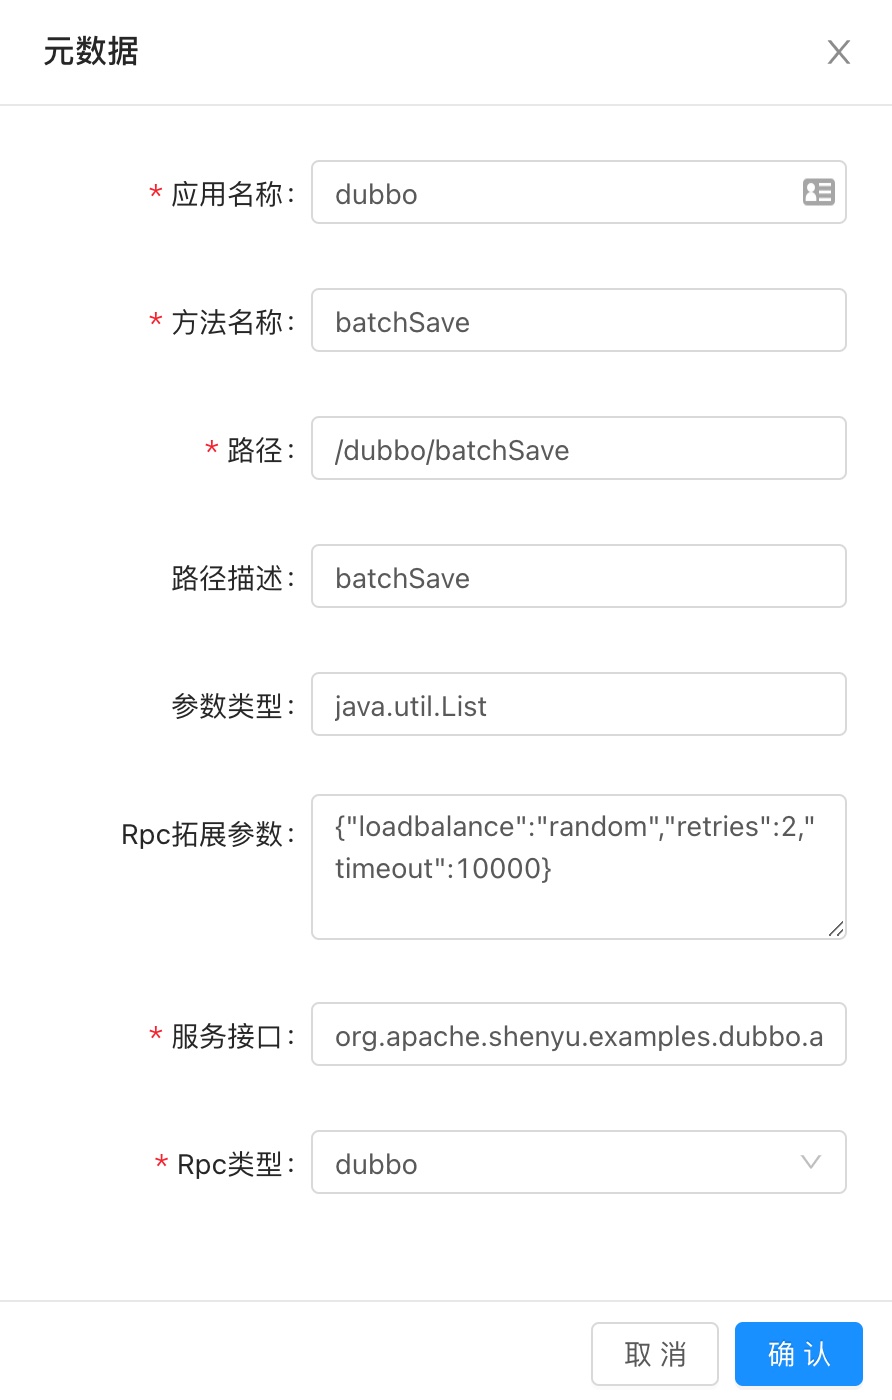 元数据
* 应用名称: dubbo
* 方法名称: batchSave
* 路径: /dubbo/batchSave
路径描述: batchSave
参数类型: java.util.List
Rpc拓展参数: {"loadbalance":"random","retries":2,"
timeout":10000}
* 服务接口: org.apache.shenyu.examples.dubbo.a
* Rpc类型: dubbo
取 消 确 认